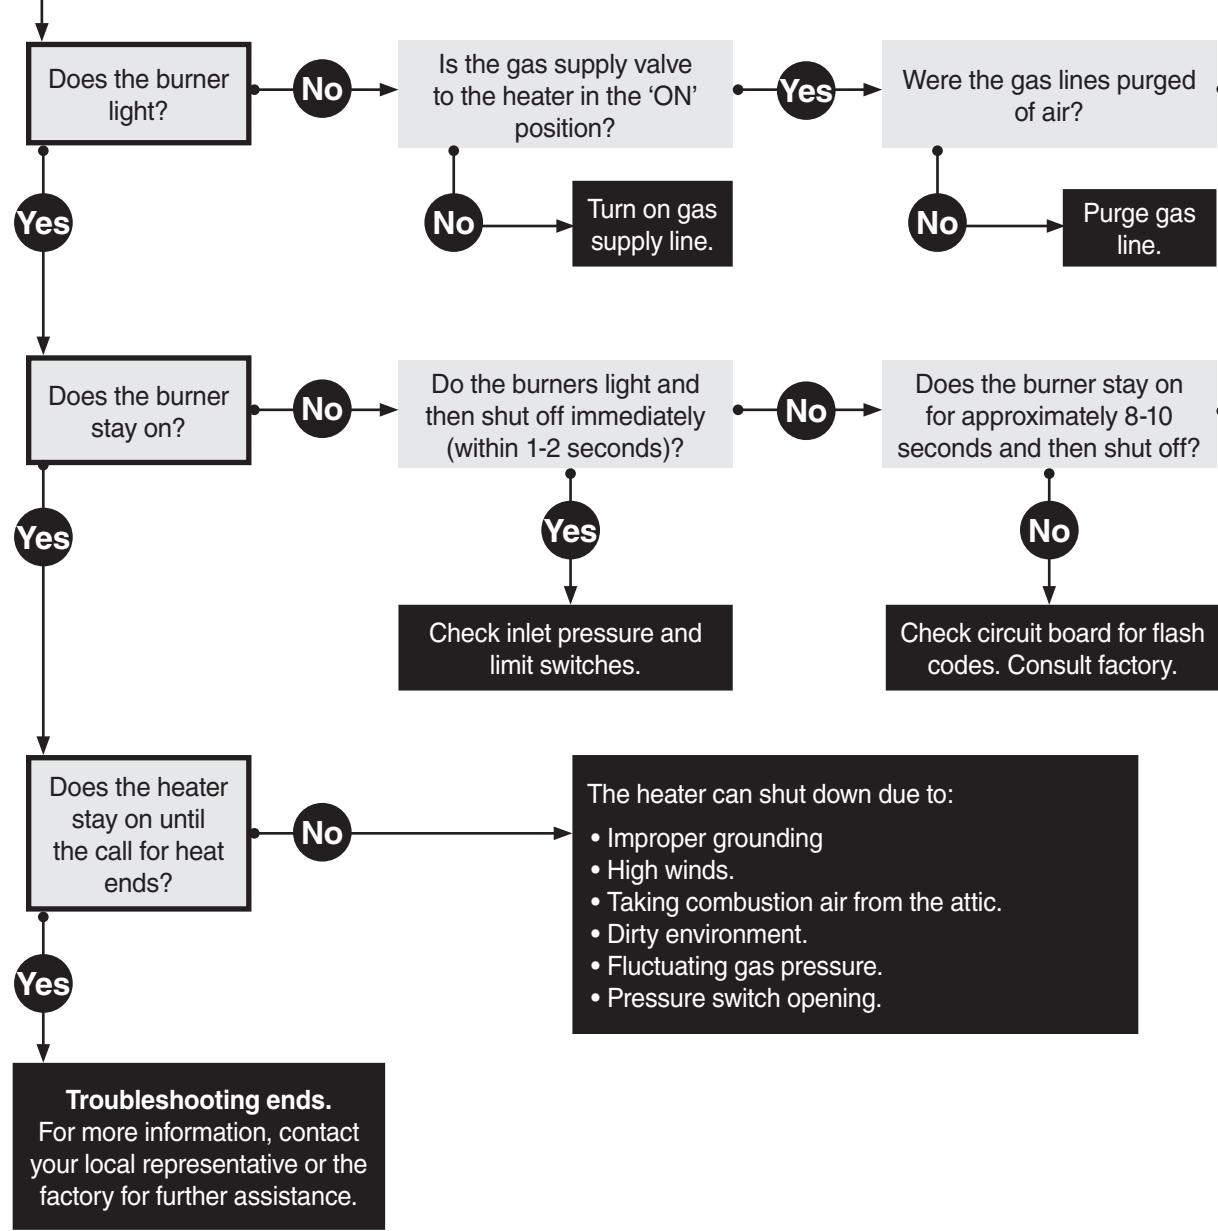 Does the burner
light?
No
Is the gas supply valve
to the heater in the ‘ON’
position?
Yes
Were the gas lines purged
of air?
Yes
No
Turn on gas
supply line.
No
Purge gas
line.
Does the burner
stay on?
No
Do the burners light and
then shut off immediately
(within 1-2 seconds)?
No
Does the burner stay on
for approximately 8-10
seconds and then shut off?
Yes
Yes
No
Check inlet pressure and
limit switches.
Check circuit board for flash
codes. Consult factory.
Does the heater
stay on until
the call for heat
ends?
No
The heater can shut down due to:
• Improper grounding
• High winds.
• Taking combustion air from the attic.
• Dirty environment.
• Fluctuating gas pressure.
• Pressure switch opening.
Yes
Troubleshooting ends.
For more information, contact
your local representative or the
factory for further assistance.